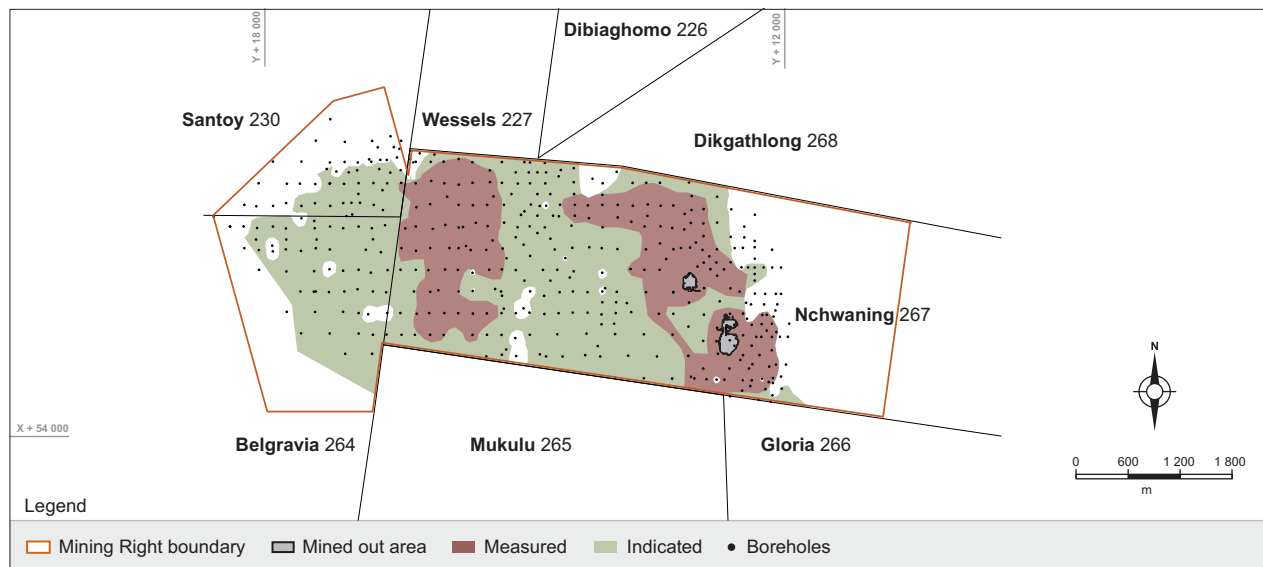 Dibiaghomo 226
Y + 18 000
Y + 12 000
Santoy 230
Wessels 227
Dikgathlong 268
Nchwaning 267
N
X + 54 000
Belgravia 264
Mukulu 265
Gloria 266
0 600 1 200 1 800
m
Legend
Mining Right boundary Mined out area Measured Indicated Boreholes